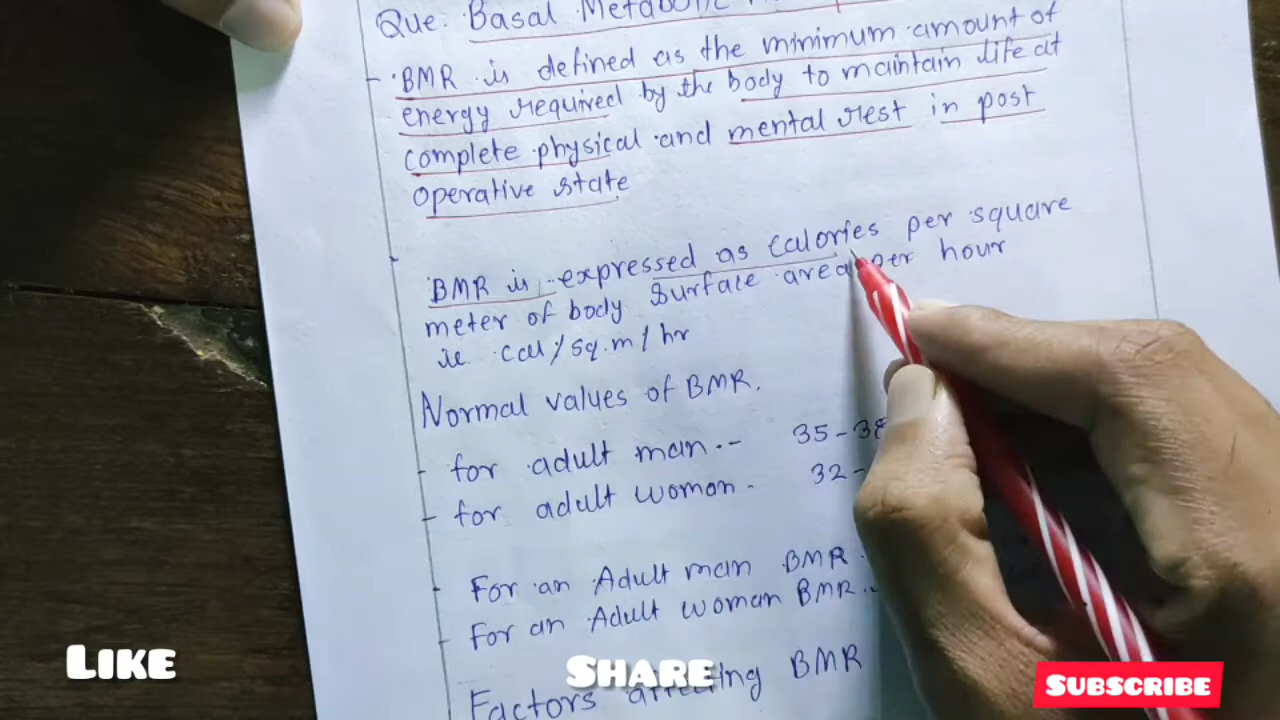 Que. Basal Metabolic
- BMR is defined as the minimum amount of
energy required by the body to maintain life at
complete physical and mental rest in post
operative state
BMR is expressed as calories per square
meter of body surface area per hour
ie cal/sq.m/hr
Normal values of BMR.
- for adult man.- 35-38
- for adult woman. 32-
- For an Adult man BMR.
- For an Adult woman BMR.
Factors affecting BMR
LIKE
SHARE
SUBSCRIBE